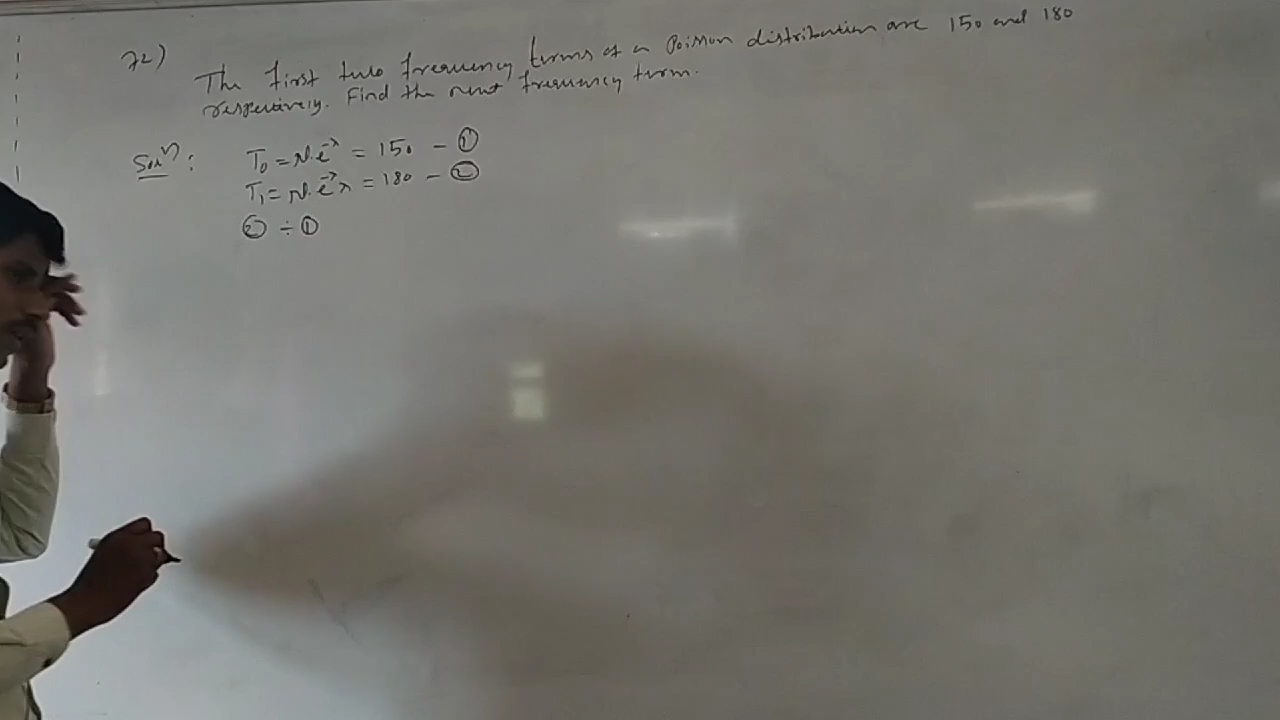 72)
The first two frequency terms of a Poisson distribution are 150 and 180
respectively. Find the next frequency term.
Solⁿ: T₀ = N.e^-λ = 150 - ①
T₁ = N.e^-λ λ = 180 - ②
② ÷ ①